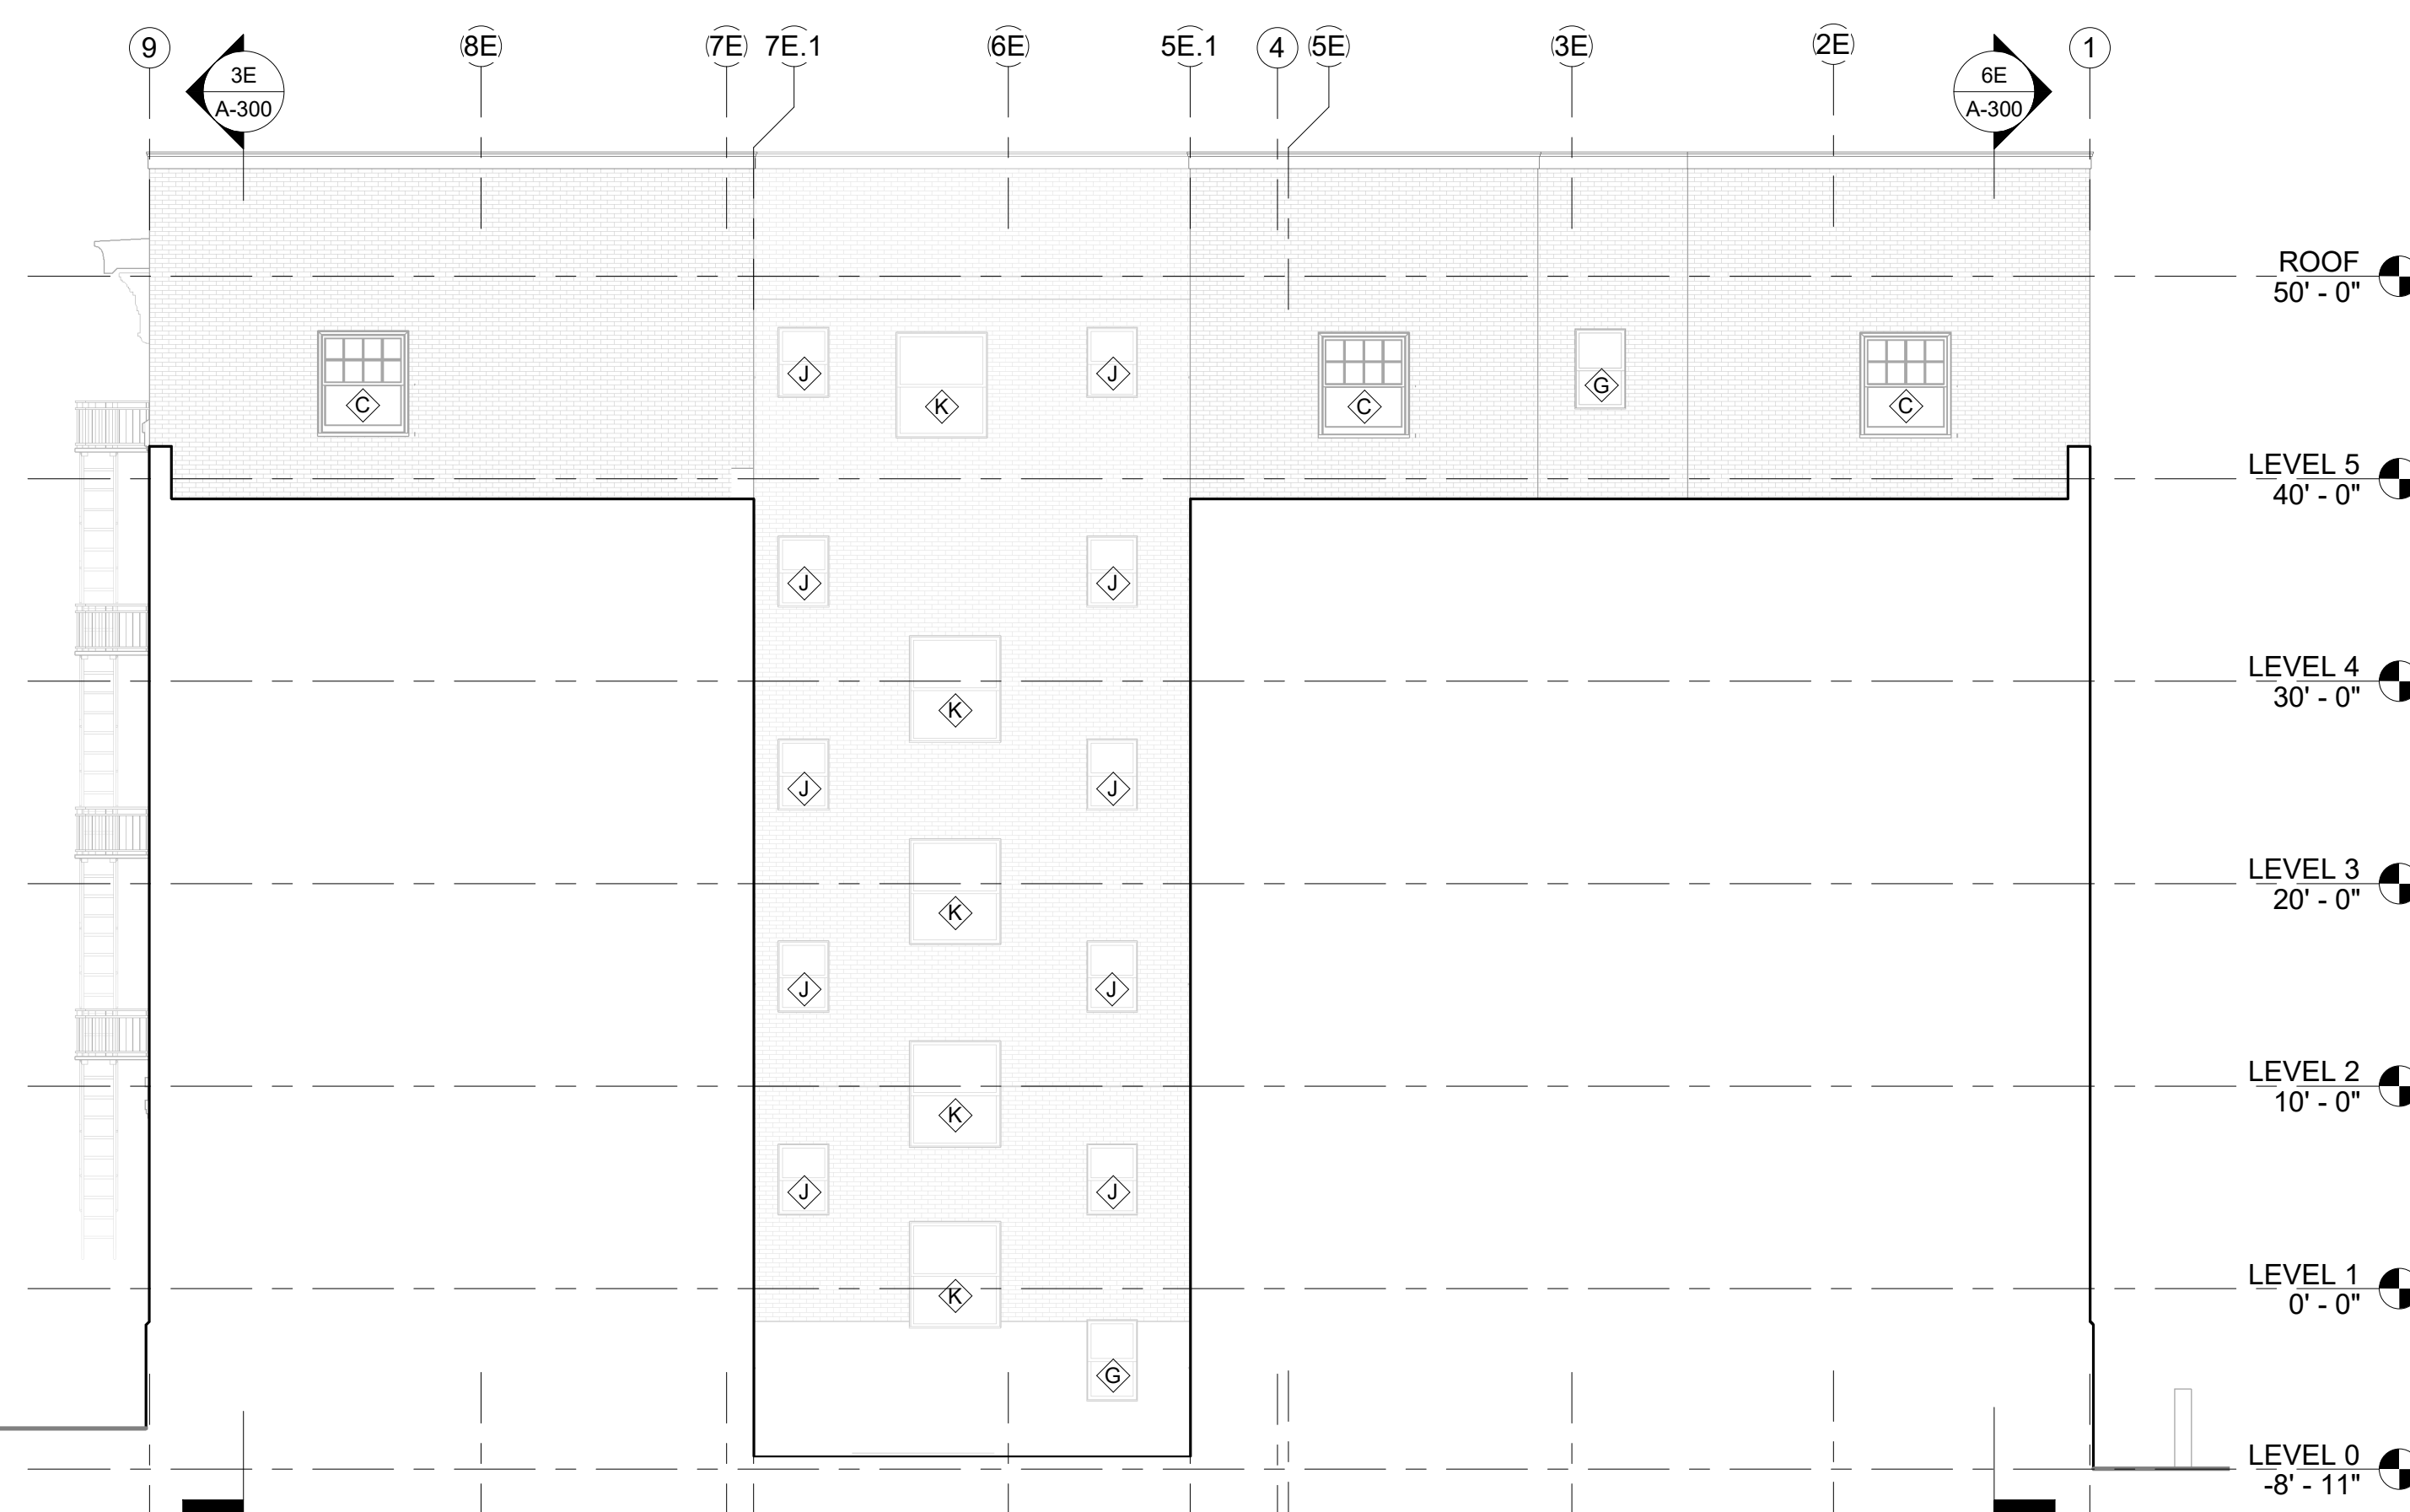 9
8E
7E
7E.1
6E
5E.1
4
5E
3E
2E
1
3E
A-300
6E
A-300
ROOF
50' - 0"
J
K
J
C
C
G
C
LEVEL 5
40' - 0"
J
J
LEVEL 4
30' - 0"
K
J
J
LEVEL 3
20' - 0"
K
J
J
LEVEL 2
10' - 0"
K
J
J
LEVEL 1
0' - 0"
K
G
LEVEL 0
-8' - 11"